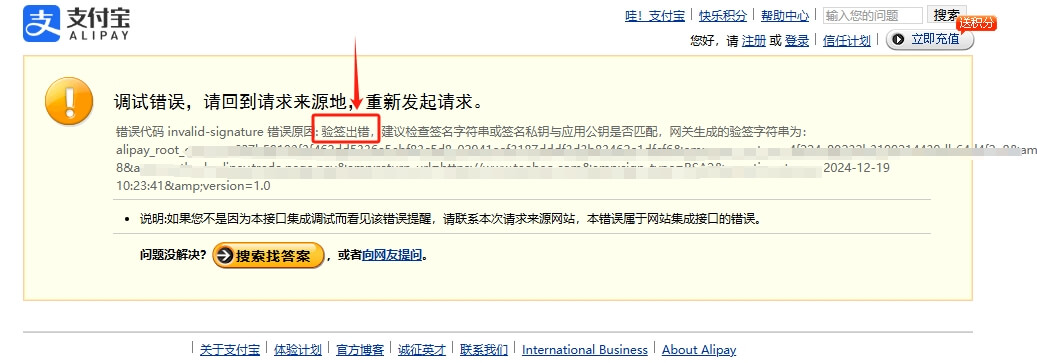 支付宝
ALIPAY
哇！支付宝 | 快乐积分 | 帮助中心 | 输入您的问题 搜索
送积分
您好，请 注册 或 登录 | 信任计划 | 立即充值
调试错误，请回到请求来源地，重新发起请求。
错误代码 invalid-signature 错误原因: 验签出错，建议检查签名字符串或签名私钥与应用公钥是否匹配，网关生成的验签字符串为：
alipay_root_
8&a 2024-12-19
10:23:41&amp;version=1.0
• 说明:如果您不是因为本接口集成调试而看见该错误提醒，请联系本次请求来源网站，本错误属于网站集成接口的错误。
问题没解决？ 搜索找答案 ，或者向网友提问。
| 关于支付宝 | 体验计划 | 官方博客 | 诚征英才 | 联系我们 | International Business | About Alipay